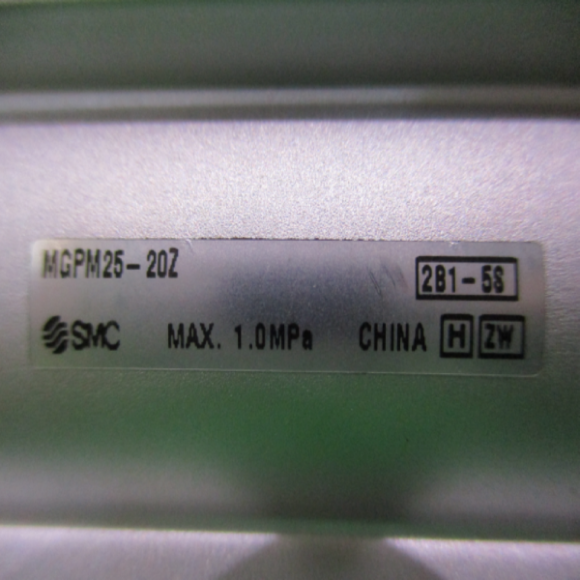 MGPM25-20Z 2B1-5S
SMC MAX. 1.0MPa CHINA H ZW